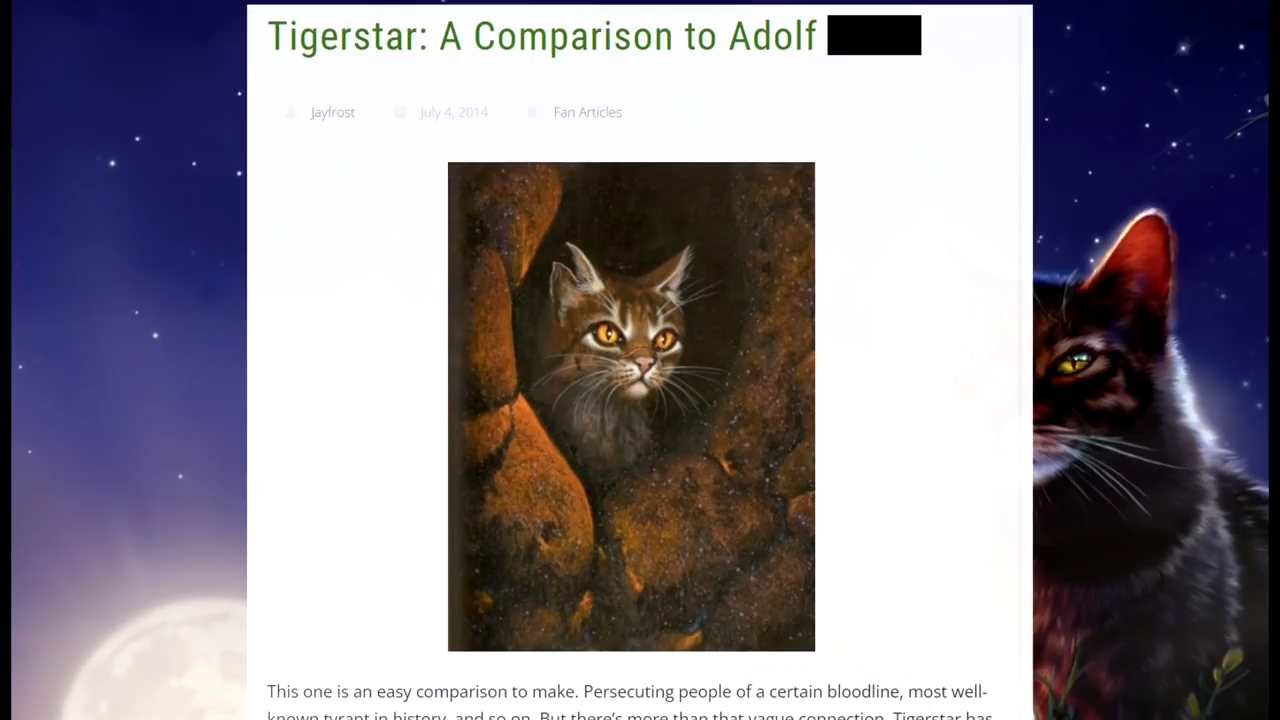 Tigerstar: A Comparison to Adolf
Jayfrost July 4, 2014 Fan Articles
This one is an easy comparison to make. Persecuting people of a certain bloodline, most well-
known tyrant in history, and so on. But there's more than that vague connection. Tigerstar has